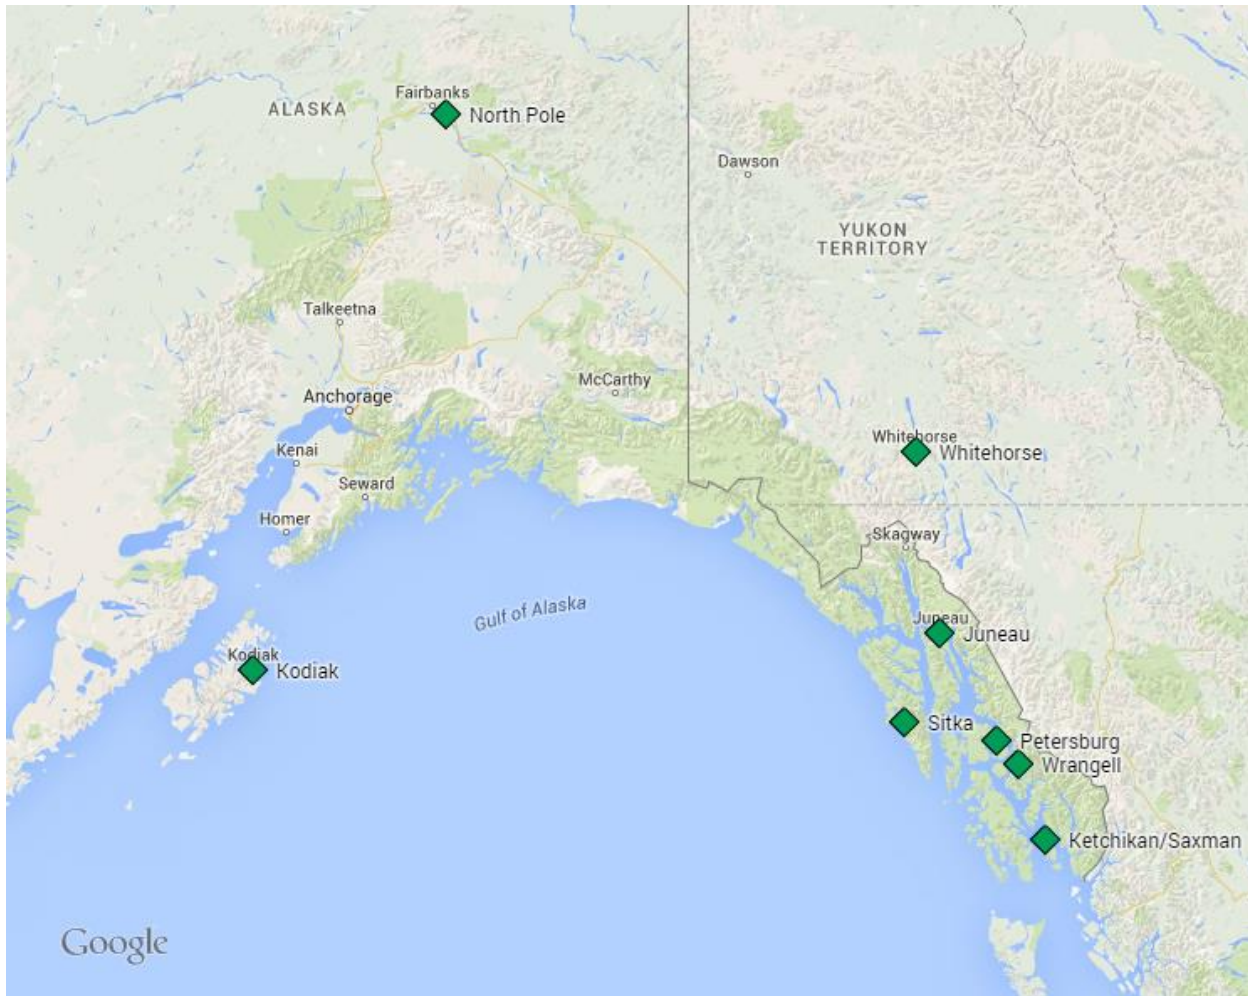 Fairbanks
ALASKA
North Pole
Dawson
YUKON
TERRITORY
Talkeetna
McCarthy
Anchorage
Whitehorse
Kenai
Whitehorse
Seward
Homer
Skagway
Gulf of Alaska
Juneau
Juneau
Kodiak
Kodiak
Sitka
Petersburg
Wrangell
Ketchikan/Saxman
Google